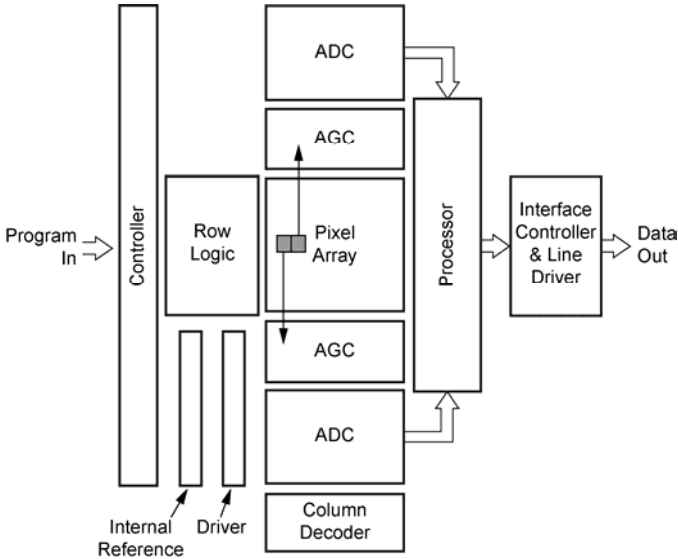 ADC
AGC
Program
In
Controller
Row
Logic
Pixel
Array
Processor
Interface
Controller
& Line
Driver
Data
Out
AGC
ADC
Internal
Reference
Driver
Column
Decoder